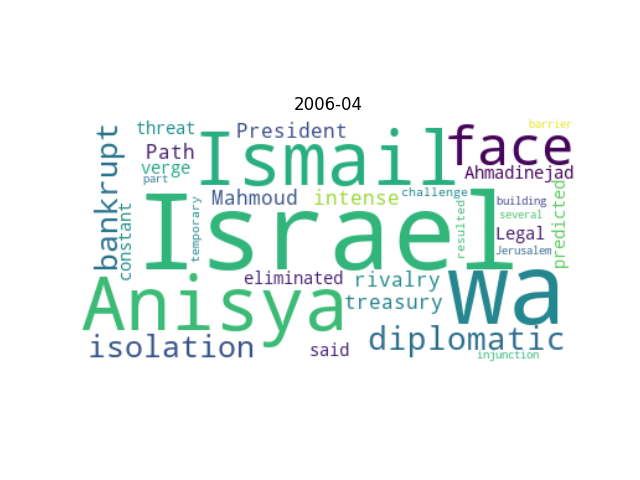 2006-04
barrier
threat
President
Ismail
face
bankrupt
Path
verge
Ahmadinejad
part
Mahmoud
intense
challenge
Israel
building
several
constant
temporary
resulted
Legal
predicted
Jerusalem
eliminated
rivalry
wa
Anisya
treasury
diplomatic
isolation
said
injunction